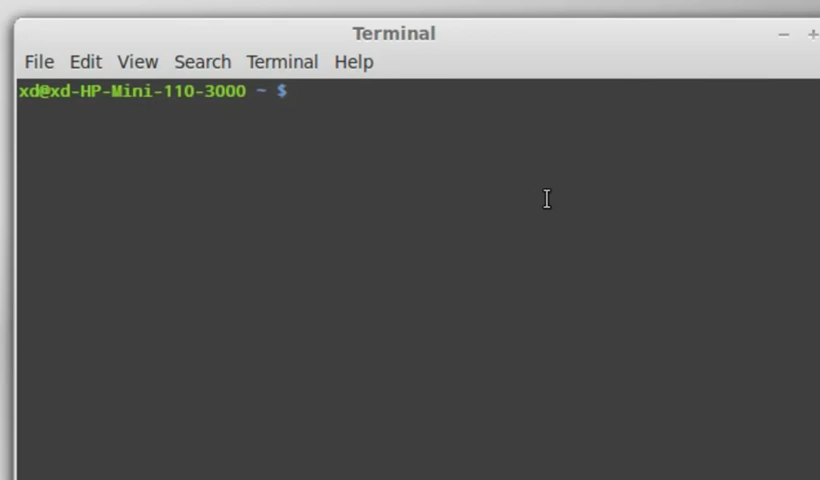 Terminal
File Edit View Search Terminal Help
xd@xd-HP-Mini-110-3000 ~ $